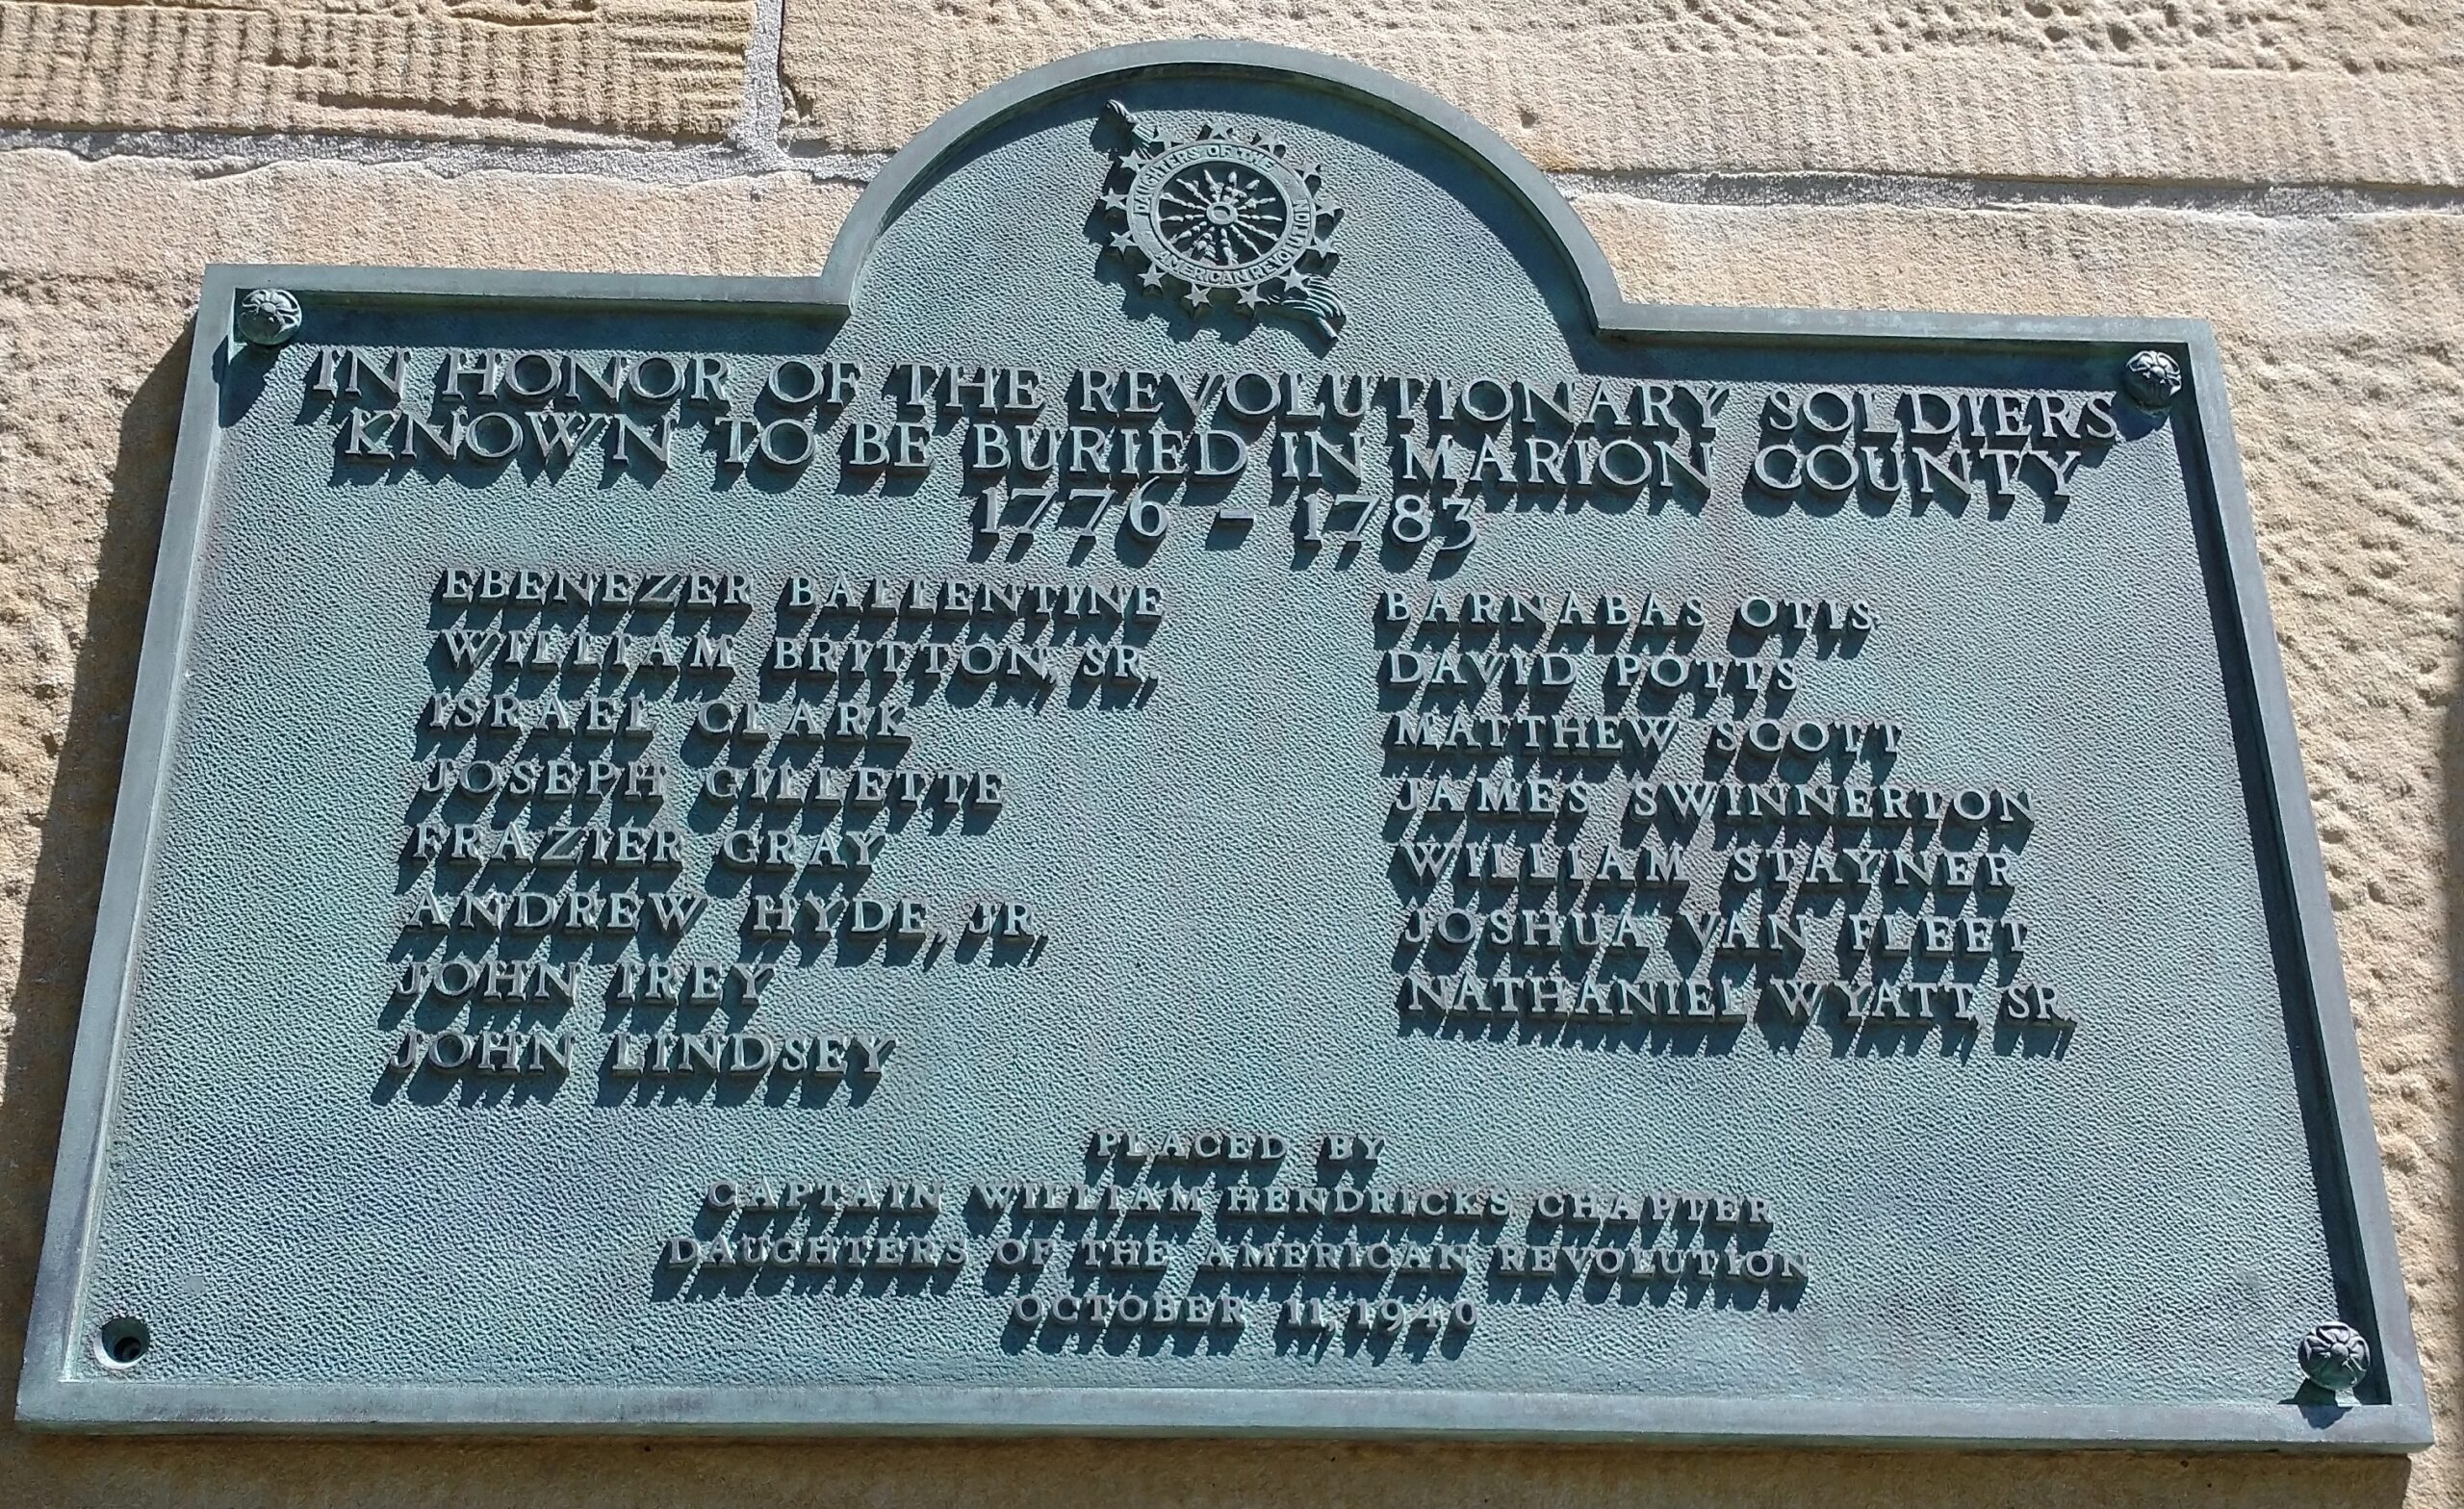 DAUGHTERS OF THE
AMERICAN REVOLUTION
IN HONOR OF THE REVOLUTIONARY SOLDIERS
KNOWN TO BE BURIED IN MARION COUNTY
1776 - 1783
EBENEZER BALLENTINE
WILLIAM BRITTON, SR.
ISRAEL CLARK
JOSEPH GILLETTE
FRAZIER GRAY
ANDREW HYDE, JR.
JOHN IREY
JOHN LINDSEY
BARNABAS OTIS
DAVID POTTS
MATTHEW SCOTT
JAMES SWINNERTON
WILLIAM STAYNER
JOSHUA VAN FLEET
NATHANIEL WYATT, SR.
PLACED BY
CAPTAIN WILLIAM HENDRICKS CHAPTER
DAUGHTERS OF THE AMERICAN REVOLUTION
OCTOBER 11, 1940